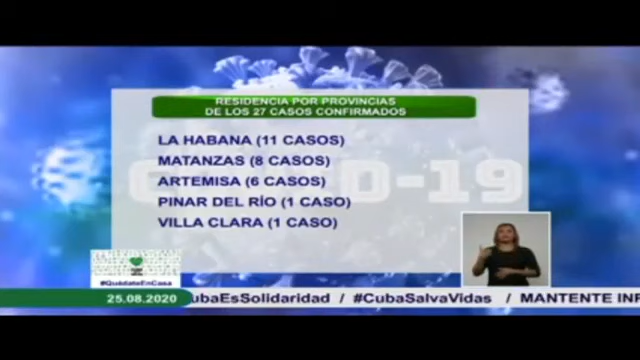 RESIDENCIA POR PROVINCIAS
DE LOS 27 CASOS CONFIRMADOS
LA HABANA (11 CASOS)
MATANZAS (8 CASOS)
ARTEMISA (6 CASOS)
PINAR DEL RÍO (1 CASO)
VILLA CLARA (1 CASO)
-19
#QuédateEnCasa
25.08.2020
ubaEsSolidaridad / #CubaSalvaVidas / MANTENTE INF